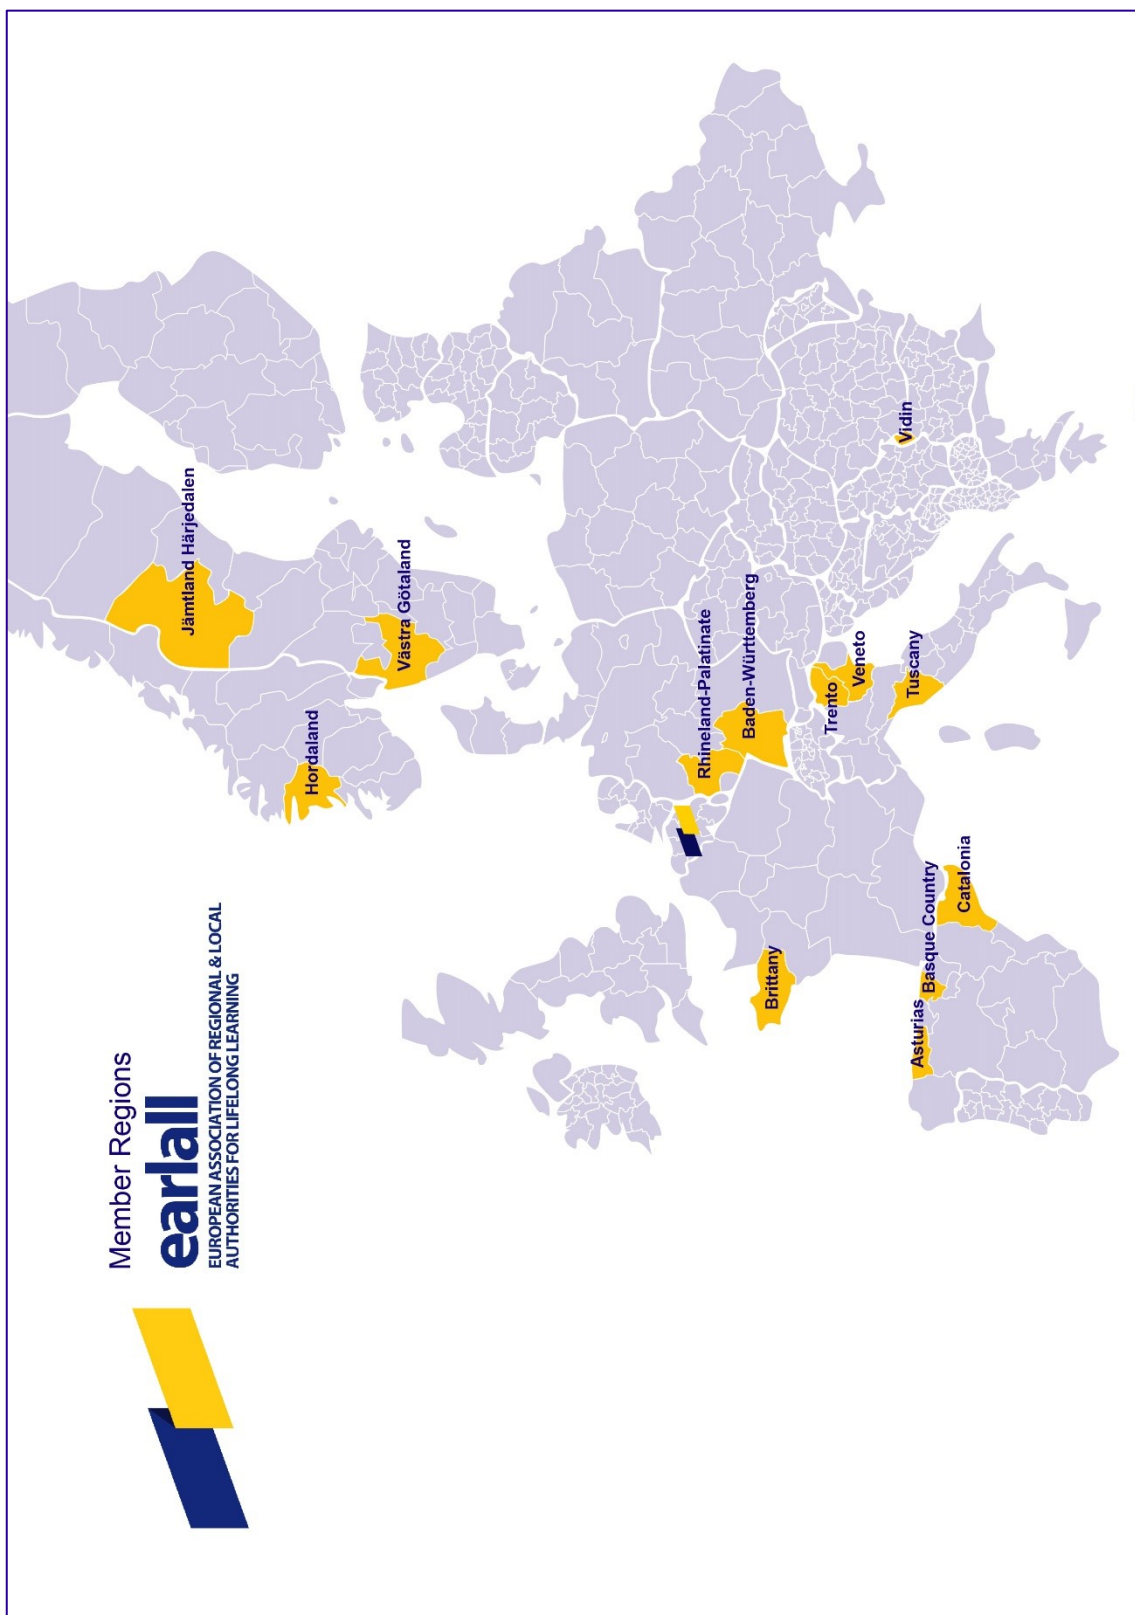 Member Regions
earlall
EUROPEAN ASSOCIATION OF REGIONAL & LOCAL
AUTHORITIES FOR LIFELONG LEARNING
Jämtland Härjedalen
Hordaland
Västra Götaland
Rhineland-Palatinate
Baden-Württemberg
Brittany
Trento
Veneto
Vidin
Tuscany
Asturias
Basque Country
Catalonia